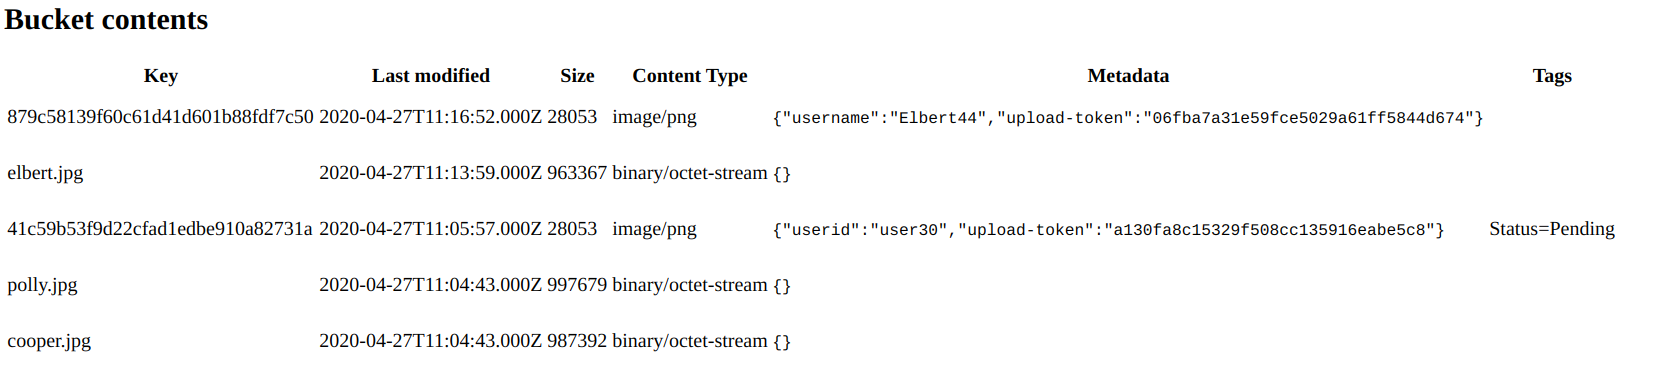 Bucket contents
Key Last modified Size Content Type Metadata Tags
879c58139f60c61d41d601b88fdf7c50 2020-04-27T11:16:52.000Z 28053 image/png {"username":"Elbert44","upload-token":"06fba7a31e59fce5029a61ff5844d674"}
elbert.jpg 2020-04-27T11:13:59.000Z 963367 binary/octet-stream {}
41c59b53f9d22cfad1edbe910a82731a 2020-04-27T11:05:57.000Z 28053 image/png {"userid":"user30","upload-token":"a130fa8c15329f508cc135916eabe5c8"} Status=Pending
polly.jpg 2020-04-27T11:04:43.000Z 997679 binary/octet-stream {}
cooper.jpg 2020-04-27T11:04:43.000Z 987392 binary/octet-stream {}